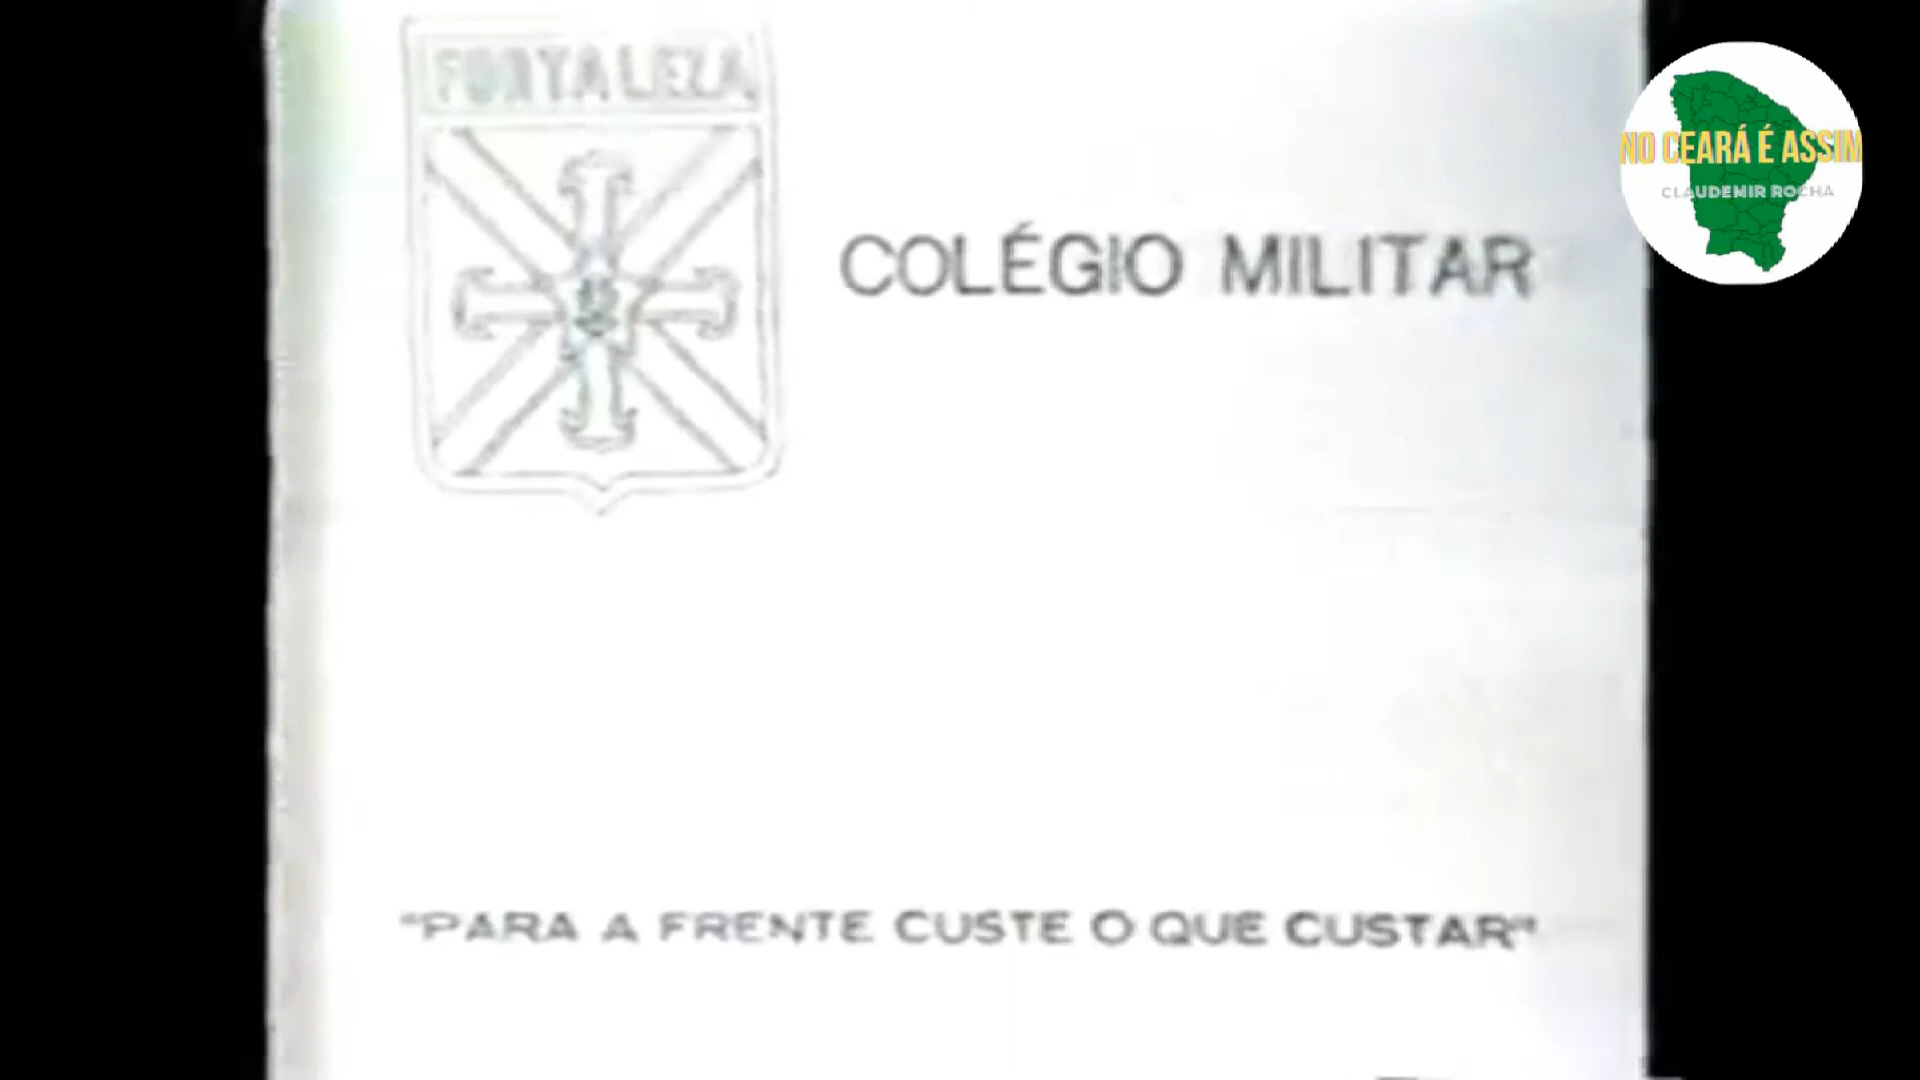 FORTALEZA
COLÉGIO MILITAR
"PARA A FRENTE CUSTE O QUE CUSTAR"
NO CEARÁ É ASSIM
CLAUDEMIR ROCHA